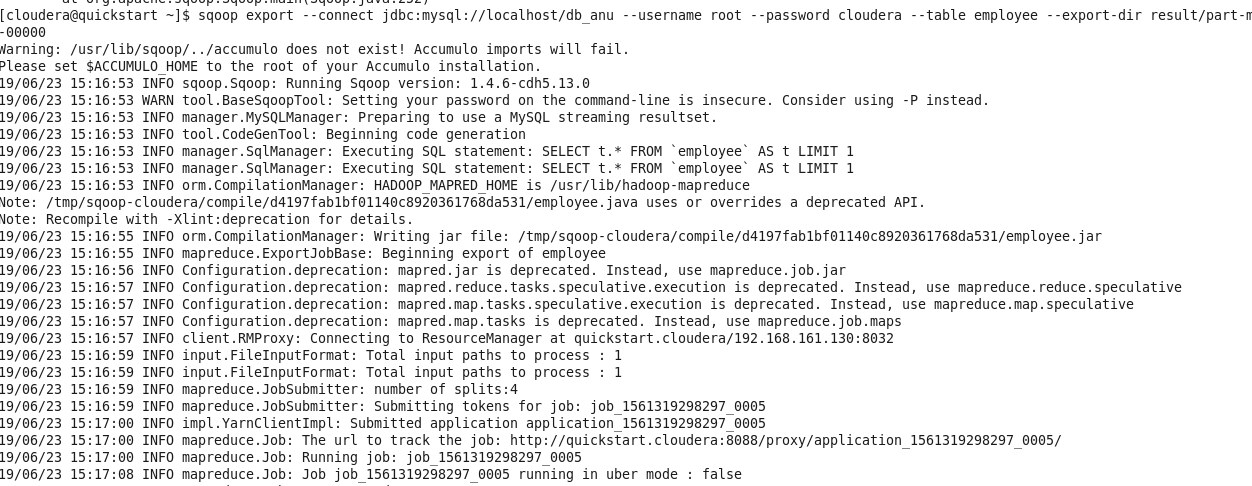 at org.apache.sqoop.Sqoop.main(Sqoop.java:232)
[cloudera@quickstart ~]$ sqoop export --connect jdbc:mysql://localhost/db_anu --username root --password cloudera --table employee --export-dir result/part-m
-00000
Warning: /usr/lib/sqoop/../accumulo does not exist! Accumulo imports will fail.
Please set $ACCUMULO_HOME to the root of your Accumulo installation.
19/06/23 15:16:53 INFO sqoop.Sqoop: Running Sqoop version: 1.4.6-cdh5.13.0
19/06/23 15:16:53 WARN tool.BaseSqoopTool: Setting your password on the command-line is insecure. Consider using -P instead.
19/06/23 15:16:53 INFO manager.MySQLManager: Preparing to use a MySQL streaming resultset.
19/06/23 15:16:53 INFO tool.CodeGenTool: Beginning code generation
19/06/23 15:16:53 INFO manager.SqlManager: Executing SQL statement: SELECT t.* FROM `employee` AS t LIMIT 1
19/06/23 15:16:53 INFO manager.SqlManager: Executing SQL statement: SELECT t.* FROM `employee` AS t LIMIT 1
19/06/23 15:16:53 INFO orm.CompilationManager: HADOOP_MAPRED_HOME is /usr/lib/hadoop-mapreduce
Note: /tmp/sqoop-cloudera/compile/d4197fab1bf01140c8920361768da531/employee.java uses or overrides a deprecated API.
Note: Recompile with -Xlint:deprecation for details.
19/06/23 15:16:55 INFO orm.CompilationManager: Writing jar file: /tmp/sqoop-cloudera/compile/d4197fab1bf01140c8920361768da531/employee.jar
19/06/23 15:16:55 INFO mapreduce.ExportJobBase: Beginning export of employee
19/06/23 15:16:56 INFO Configuration.deprecation: mapred.jar is deprecated. Instead, use mapreduce.job.jar
19/06/23 15:16:57 INFO Configuration.deprecation: mapred.reduce.tasks.speculative.execution is deprecated. Instead, use mapreduce.reduce.speculative
19/06/23 15:16:57 INFO Configuration.deprecation: mapred.map.tasks.speculative.execution is deprecated. Instead, use mapreduce.map.speculative
19/06/23 15:16:57 INFO Configuration.deprecation: mapred.map.tasks is deprecated. Instead, use mapreduce.job.maps
19/06/23 15:16:57 INFO client.RMProxy: Connecting to ResourceManager at quickstart.cloudera/192.168.161.130:8032
19/06/23 15:16:59 INFO input.FileInputFormat: Total input paths to process : 1
19/06/23 15:16:59 INFO input.FileInputFormat: Total input paths to process : 1
19/06/23 15:16:59 INFO mapreduce.JobSubmitter: number of splits:4
19/06/23 15:16:59 INFO mapreduce.JobSubmitter: Submitting tokens for job: job_1561319298297_0005
19/06/23 15:17:00 INFO impl.YarnClientImpl: Submitted application application_1561319298297_0005
19/06/23 15:17:00 INFO mapreduce.Job: The url to track the job: http://quickstart.cloudera:8088/proxy/application_1561319298297_0005/
19/06/23 15:17:00 INFO mapreduce.Job: Running job: job_1561319298297_0005
19/06/23 15:17:08 INFO mapreduce.Job: Job job_1561319298297_0005 running in uber mode : false